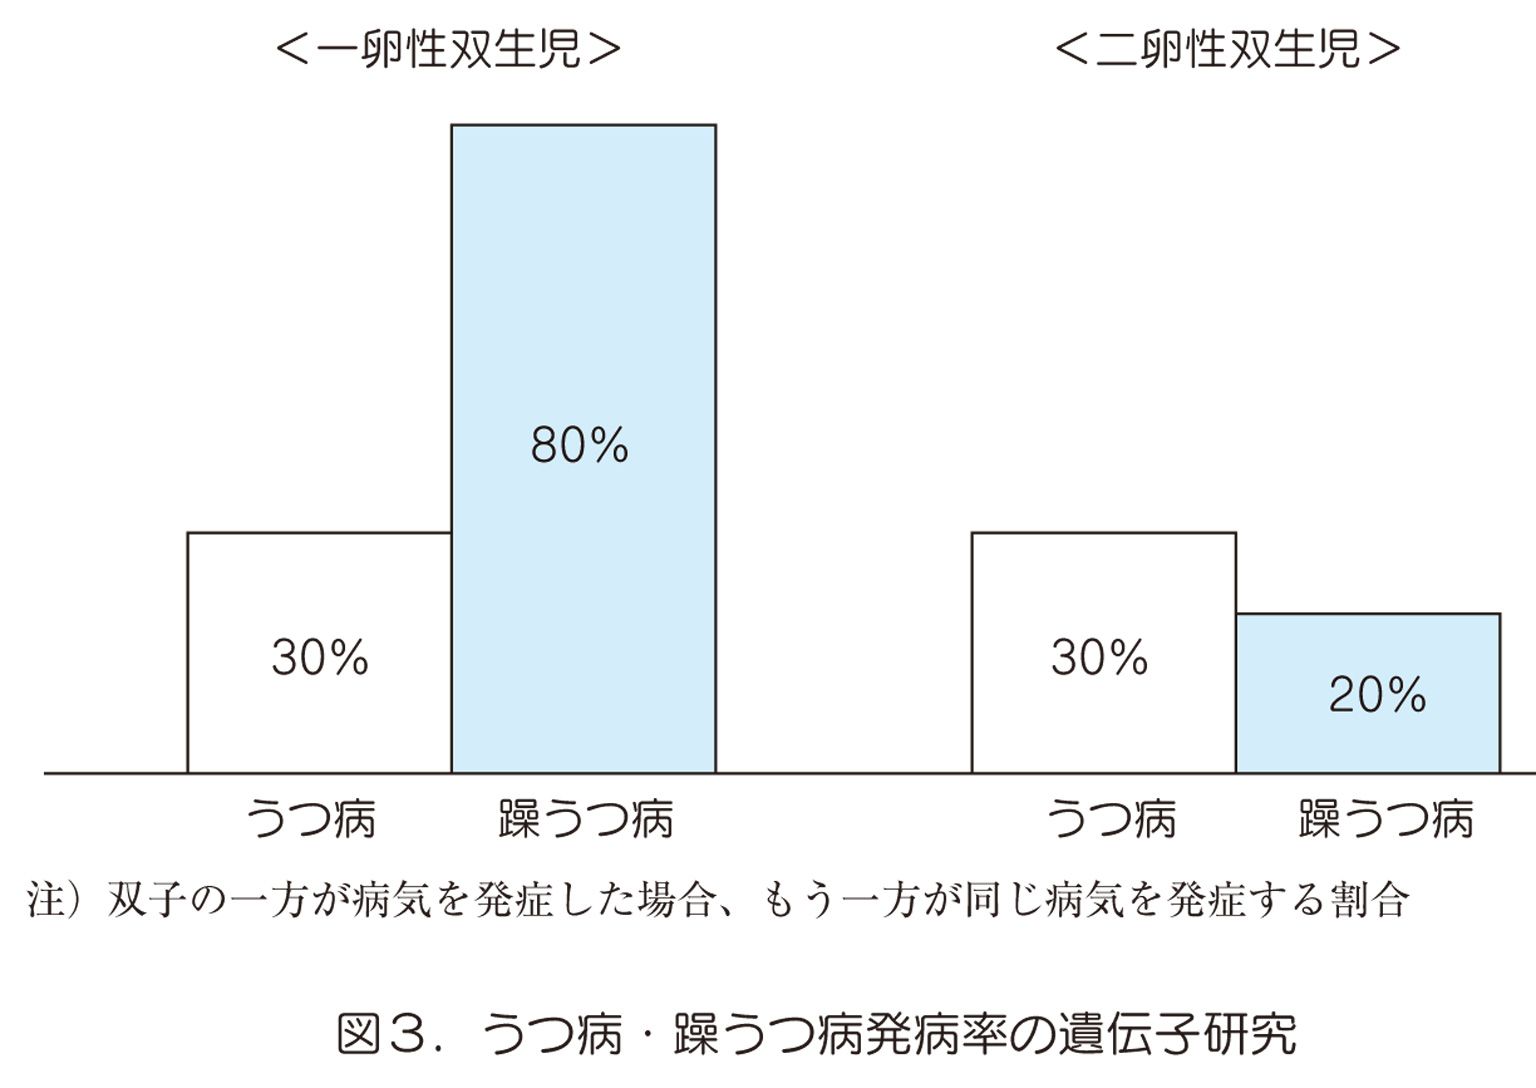 ＜一卵性双生児＞
＜二卵性双生児＞
80%
30%
30%
20%
うつ病
躁うつ病
うつ病
躁うつ病
注）双子の一方が病気を発症した場合、もう一方が同じ病気を発症する割合
図３．うつ病・躁うつ病発病率の遺伝子研究